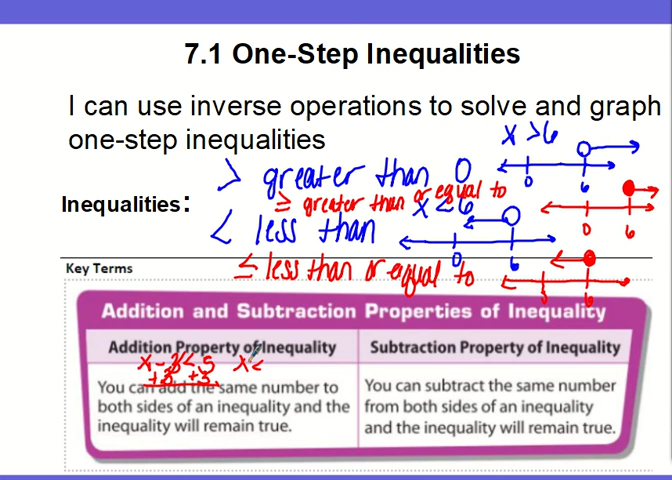 7.1 One-Step Inequalities
I can use inverse operations to solve and graph
one-step inequalities
x > 6
0 6
> greater than O
≥ greater than or equal to
Inequalities:
x < 6
0 6
< less than
0 6
≤ less than or equal to
6
Key Terms
Addition and Subtraction Properties of Inequality
Addition Property of Inequality
x - 3 < 5 x <
+3 +3
You can add the same number to
both sides of an inequality and the
inequality will remain true.
Subtraction Property of Inequality
You can subtract the same number
from both sides of an inequality
and the inequality will remain true.